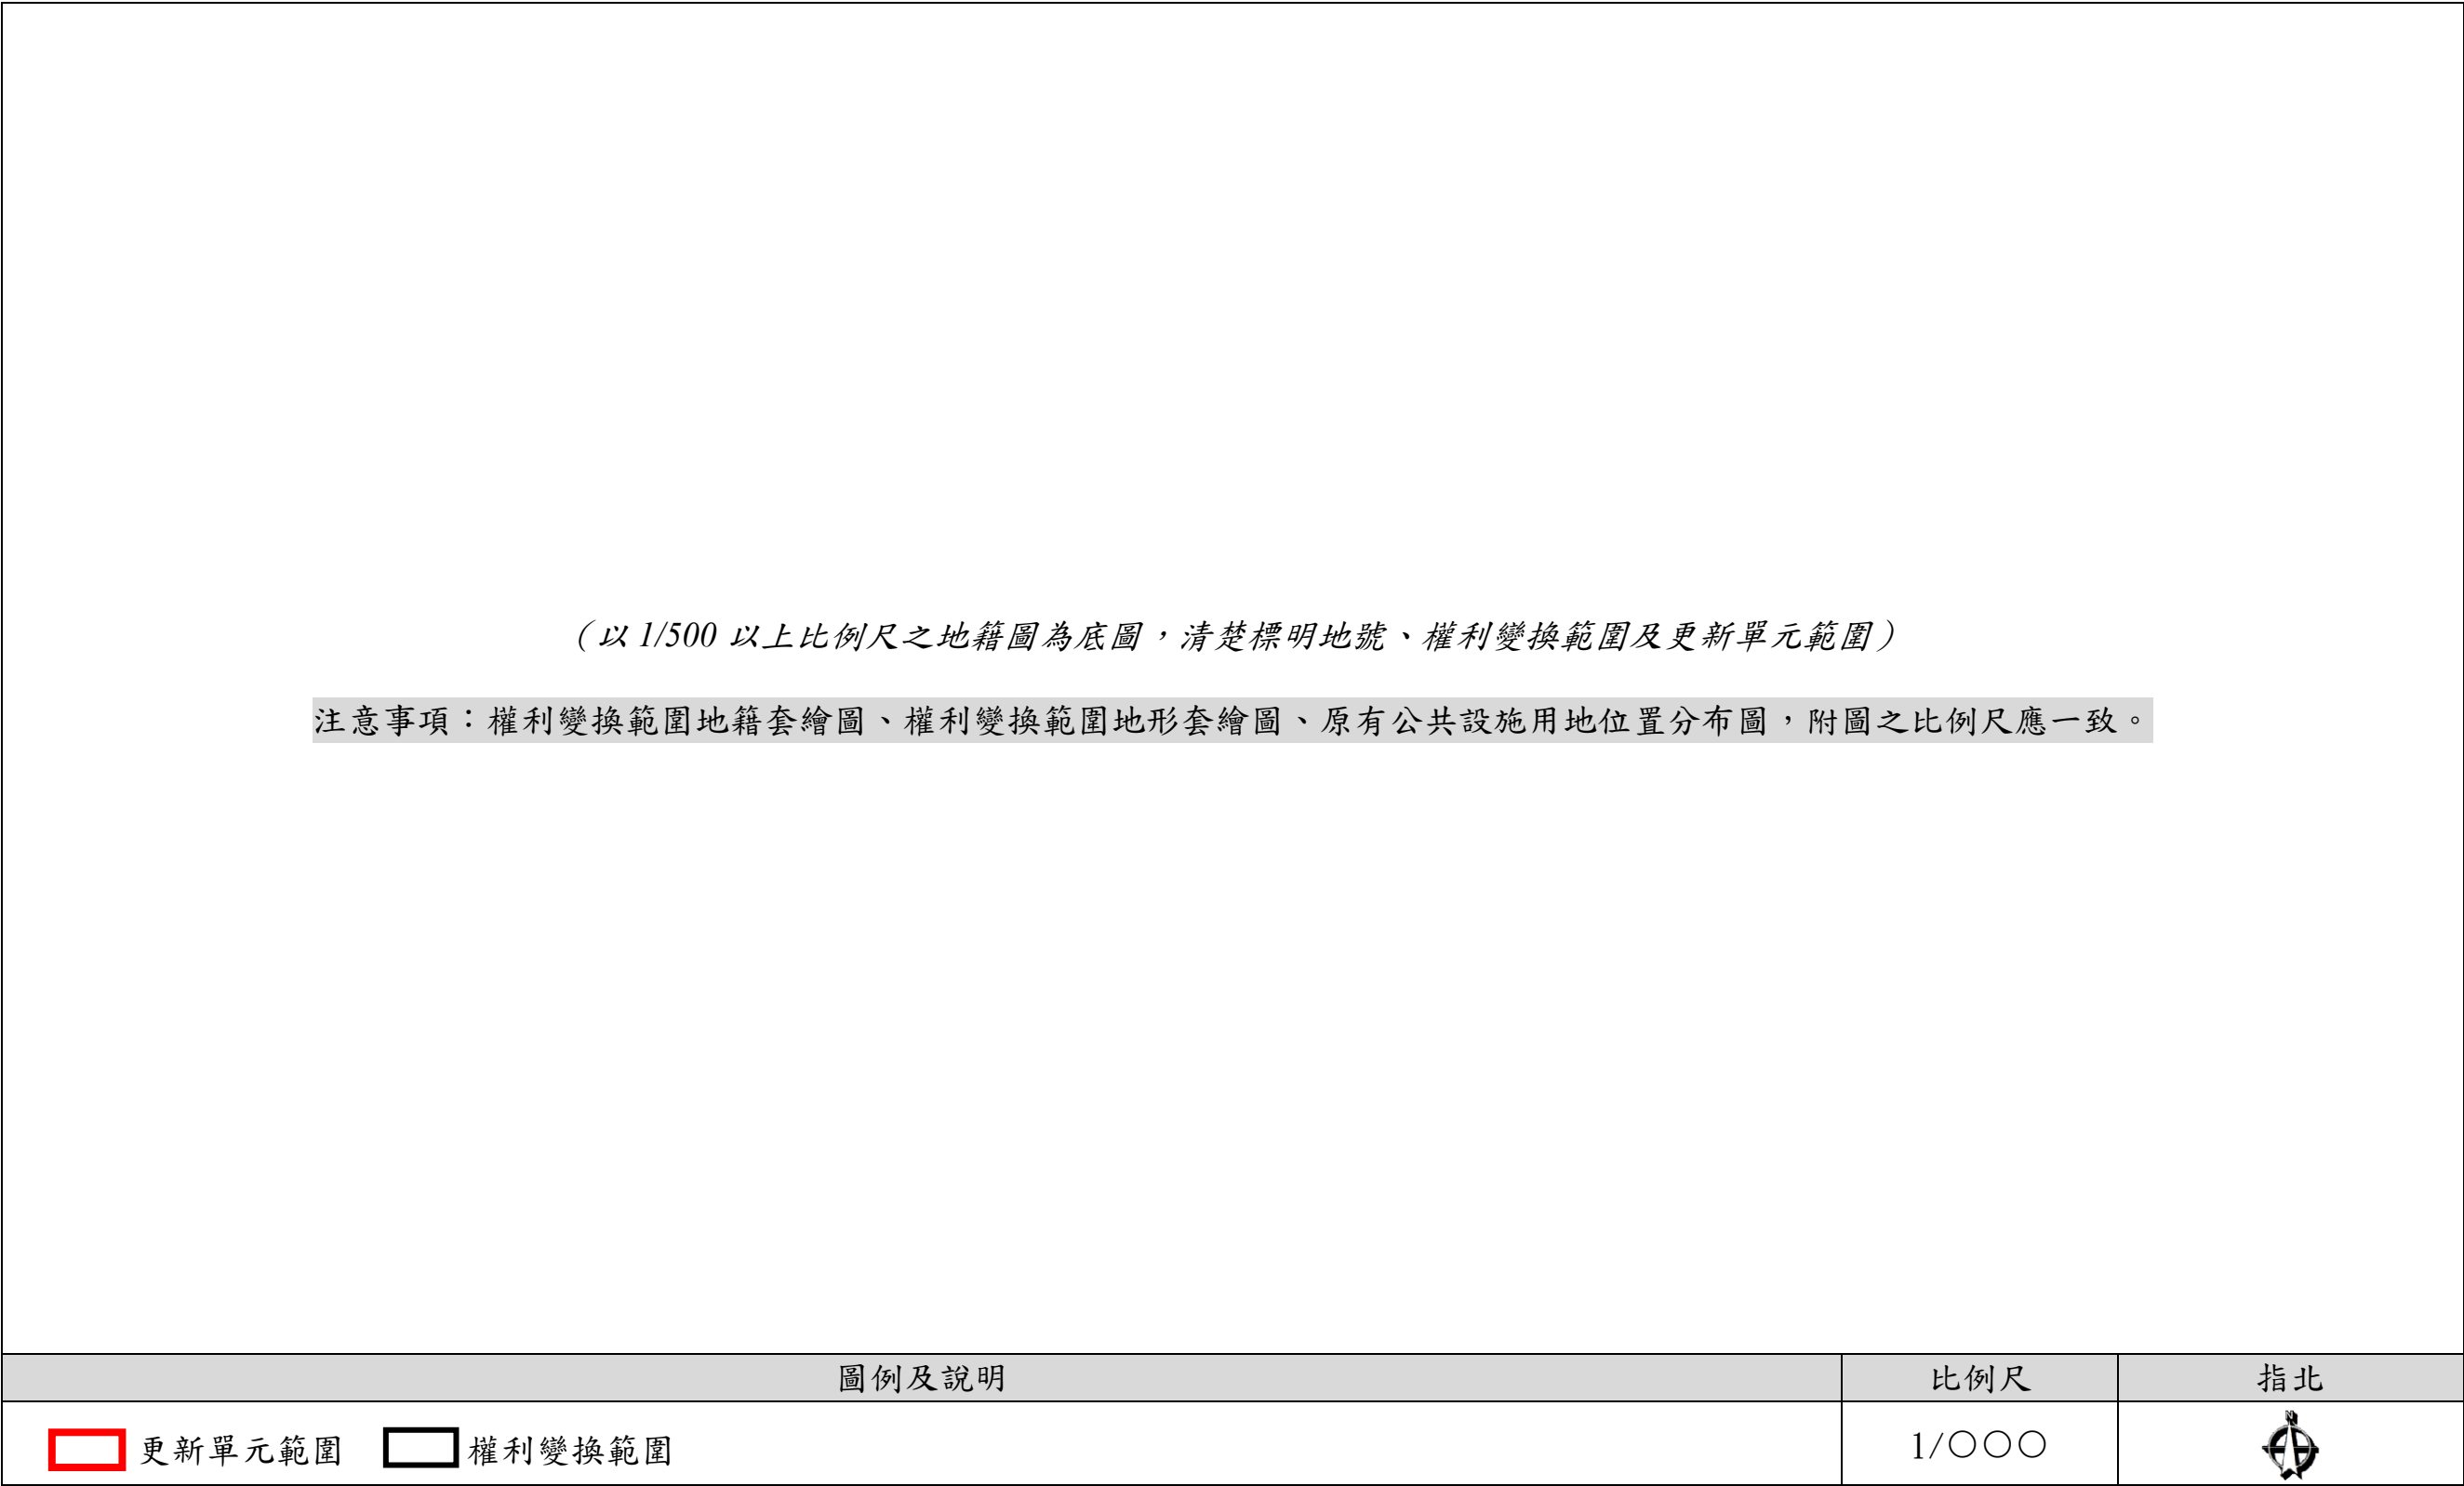 （以 1/500 以上比例尺之地籍圖為底圖，清楚標明地號、權利變換範圍及更新單元範圍）
注意事項：權利變換範圍地籍套繪圖、權利變換範圍地形套繪圖、原有公共設施用地位置分布圖，附圖之比例尺應一致。
圖例及說明 比例尺 指北
更新單元範圍 權利變換範圍 1/○○○ N